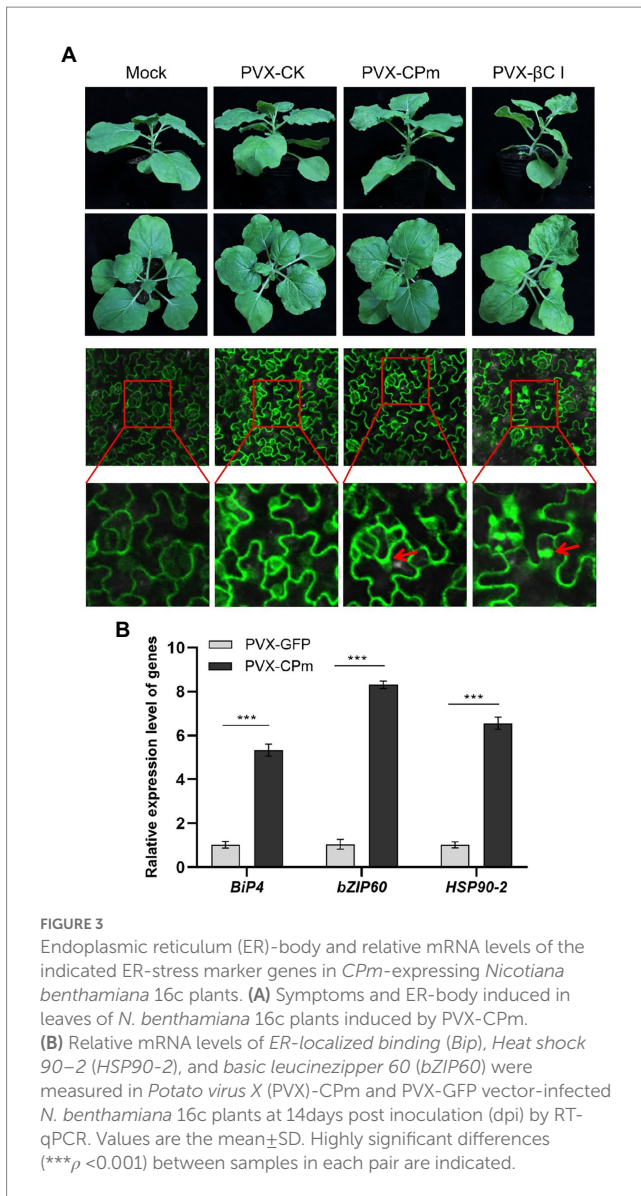 A
Mock PVX-CK PVX-CPm PVX-βC I
B
PVX-GFP
PVX-CPm
Ralative expression level of genes
10
8
6
4
2
0
*** *** ***
BiP4 bZIP60 HSP90-2
FIGURE 3
Endoplasmic reticulum (ER)-body and relative mRNA levels of the
indicated ER-stress marker genes in CPm-expressing Nicotiana
benthamiana 16c plants. (A) Symptoms and ER-body induced in
leaves of N. benthamiana 16c plants induced by PVX-CPm.
(B) Relative mRNA levels of ER-localized binding (Bip), Heat shock
90–2 (HSP90-2), and basic leucinezipper 60 (bZIP60) were
measured in Potato virus X (PVX)-CPm and PVX-GFP vector-infected
N. benthamiana 16c plants at 14days post inoculation (dpi) by RT-
qPCR. Values are the mean±SD. Highly significant differences
(***ρ <0.001) between samples in each pair are indicated.